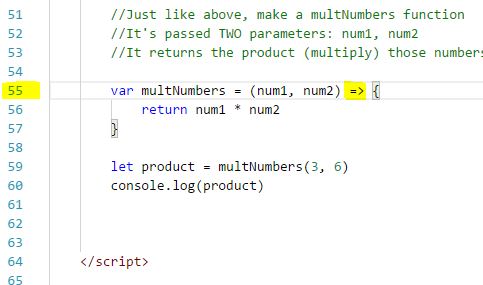 51 //Just like above, make a multNumbers function
52 //It's passed TWO parameters: num1, num2
53 //It returns the product (multiply) those numbers
54
55 var multNumbers = (num1, num2) => {
56 return num1 * num2
57 }
58
59 let product = multNumbers(3, 6)
60 console.log(product)
61
62
63
64 </script>
65